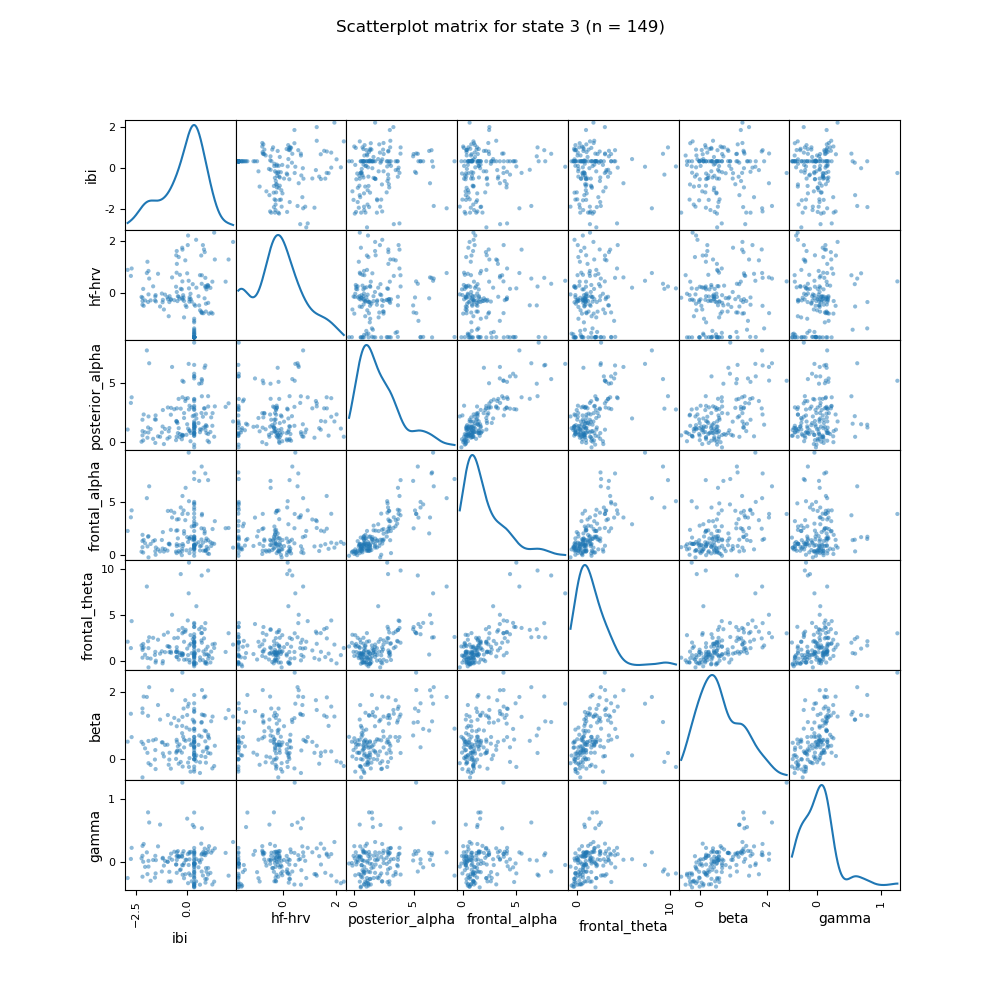 Scatterplot matrix for state 3 (n = 149)
ibi
2
0
-2
hf-hrv
2
0
posterior_alpha
5
0
frontal_alpha
5
0
frontal_theta
10
5
0
beta
2
0
gamma
1
0
−2.5
0.0
0
2
0
5
0
5
0
10
0
2
0
1
ibi
hf-hrv
posterior_alpha
frontal_alpha
frontal_theta
beta
gamma